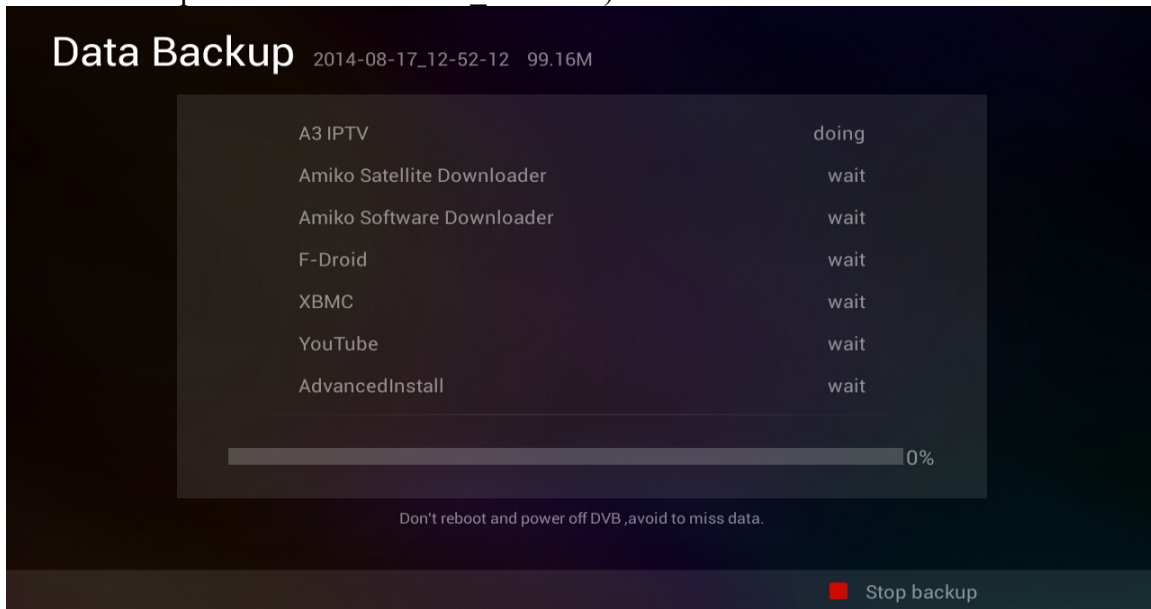 Data Backup 2014-08-17_12-52-12 99.16M
A3 IPTV doing
Amiko Satellite Downloader wait
Amiko Software Downloader wait
F-Droid wait
XBMC wait
YouTube wait
AdvancedInstall wait
0%
Don't reboot and power off DVB ,avoid to miss data.
Stop backup